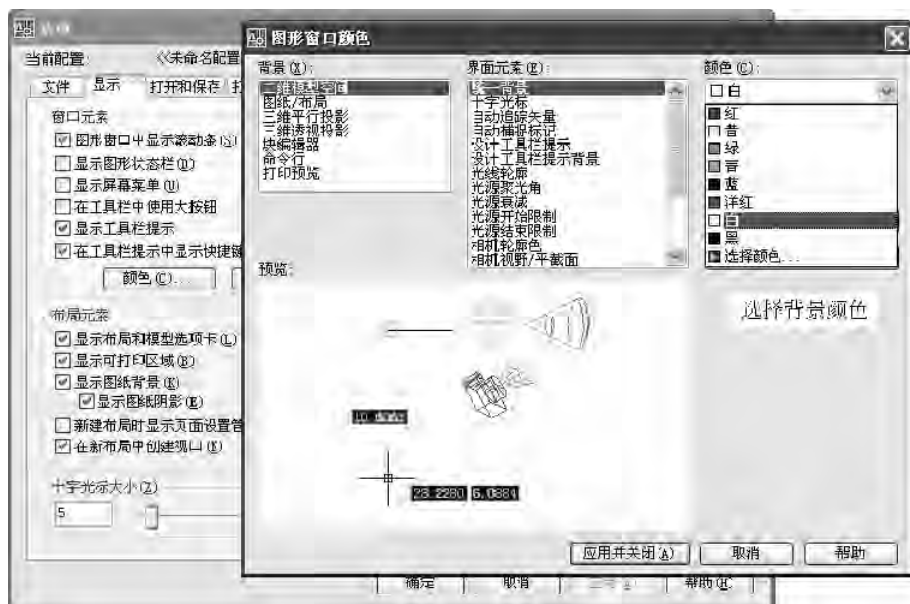 当前配置: <<未命名配置
文件 显示 打开和保存 打
窗口元素
图形窗口中显示滚动条(S)
显示图形状态栏(D)
显示屏幕菜单(U)
在工具栏中使用大按钮
显示工具栏提示
在工具栏提示中显示快捷键
颜色(C)...
布局元素
显示布局和模型选项卡(L)
显示可打印区域(B)
显示图纸背景(K)
显示图纸阴影(E)
新建布局时显示页面设置管
在新布局中创建视口(N)
十字光标大小(Z)
5
确定 取消 帮助(H)
图形窗口颜色
背景(X):
二维模型空间
图纸/布局
三维平行投影
三维透视投影
块编辑器
命令行
打印预览
界面元素(E):
统一背景
十字光标
自动追踪矢量
自动捕捉标记
设计工具栏提示
设计工具栏提示背景
光线轮廓
光源聚光角
光源衰减
光源开始限制
光源结束限制
相机轮廓色
相机视野/平截面
颜色(C):
白
红
黄
绿
青
蓝
洋红
白
黑
选择颜色...
选择背景颜色
预览:
23.2280 6.0884
应用并关闭(A) 取消 帮助